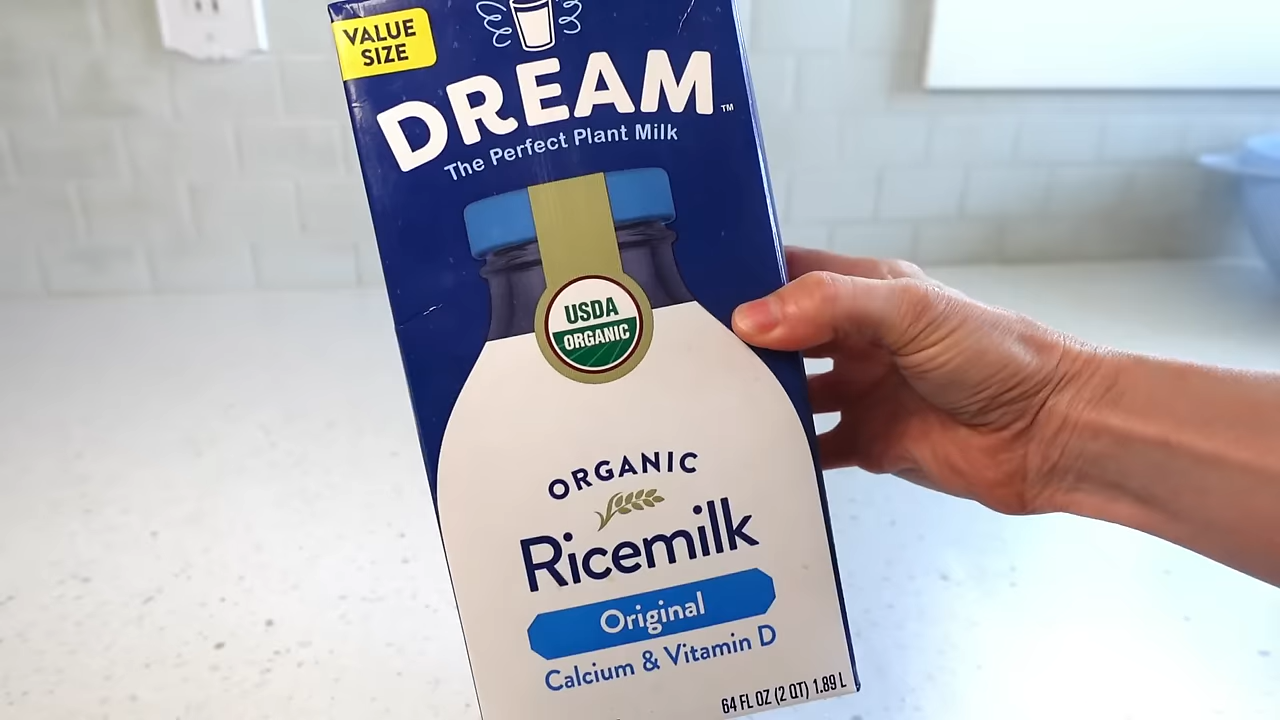 VALUE
SIZE
DREAM™
The Perfect Plant Milk
USDA
ORGANIC
ORGANIC
Ricemilk
Original
Calcium & Vitamin D
64 FL OZ (2 QT) 1.89 L